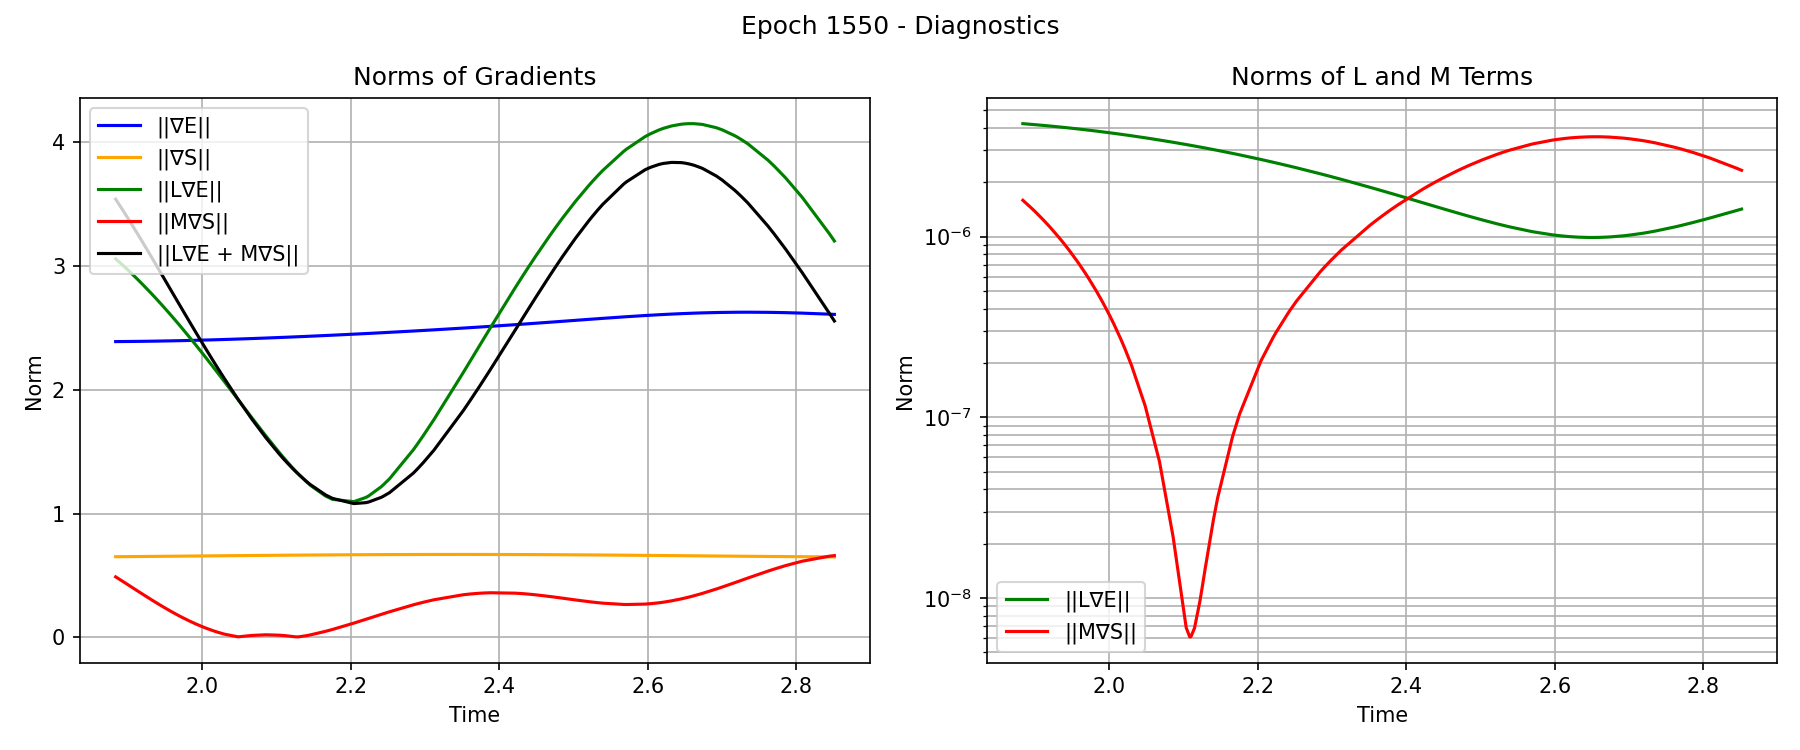 Epoch 1550 - Diagnostics
Norms of Gradients
||∇E||
||∇S||
||L∇E||
||M∇S||
||L∇E + M∇S||
4
3
2
1
0
Norm
2.0 2.2 2.4 2.6 2.8
Time
Norms of L and M Terms
10⁻⁶
10⁻⁷
10⁻⁸
Norm
||L∇E||
||M∇S||
2.0 2.2 2.4 2.6 2.8
Time